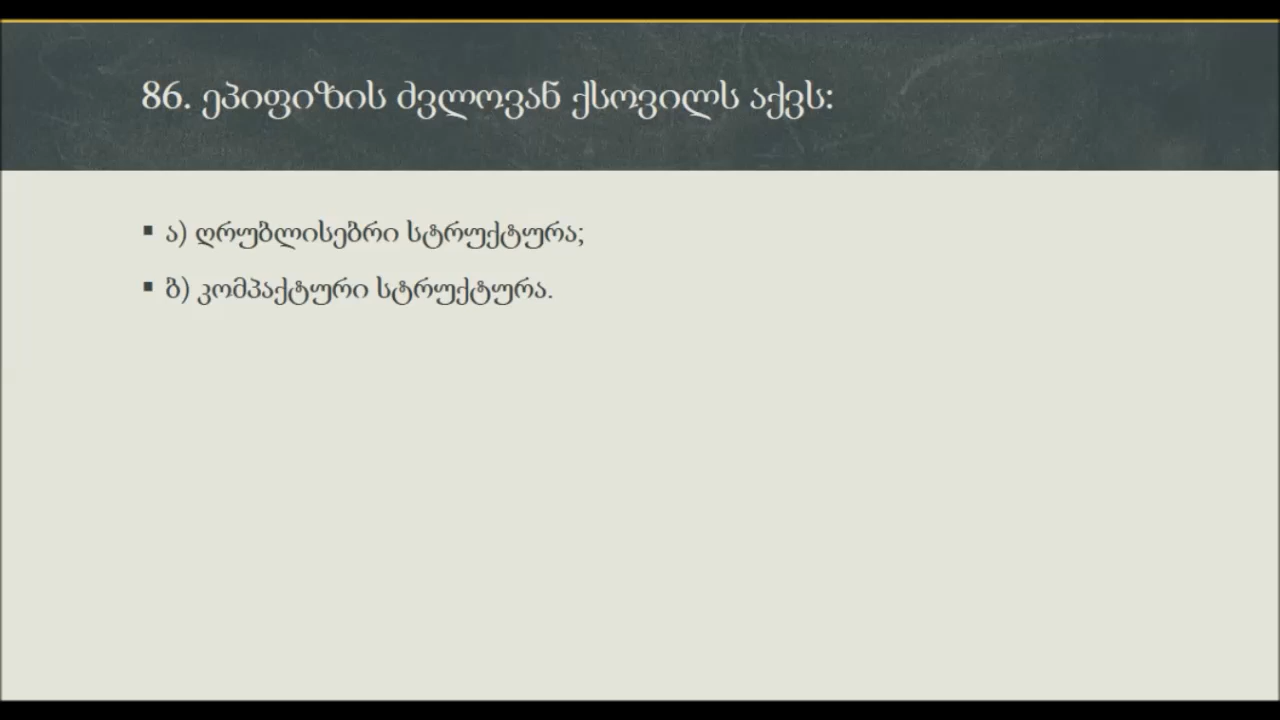 86. ეპიფიზის ძვლოვან ქსოვილს აქვს:
▪ ა) ღრუბლისებრი სტრუქტურა;
▪ ბ) კომპაქტური სტრუქტურა.